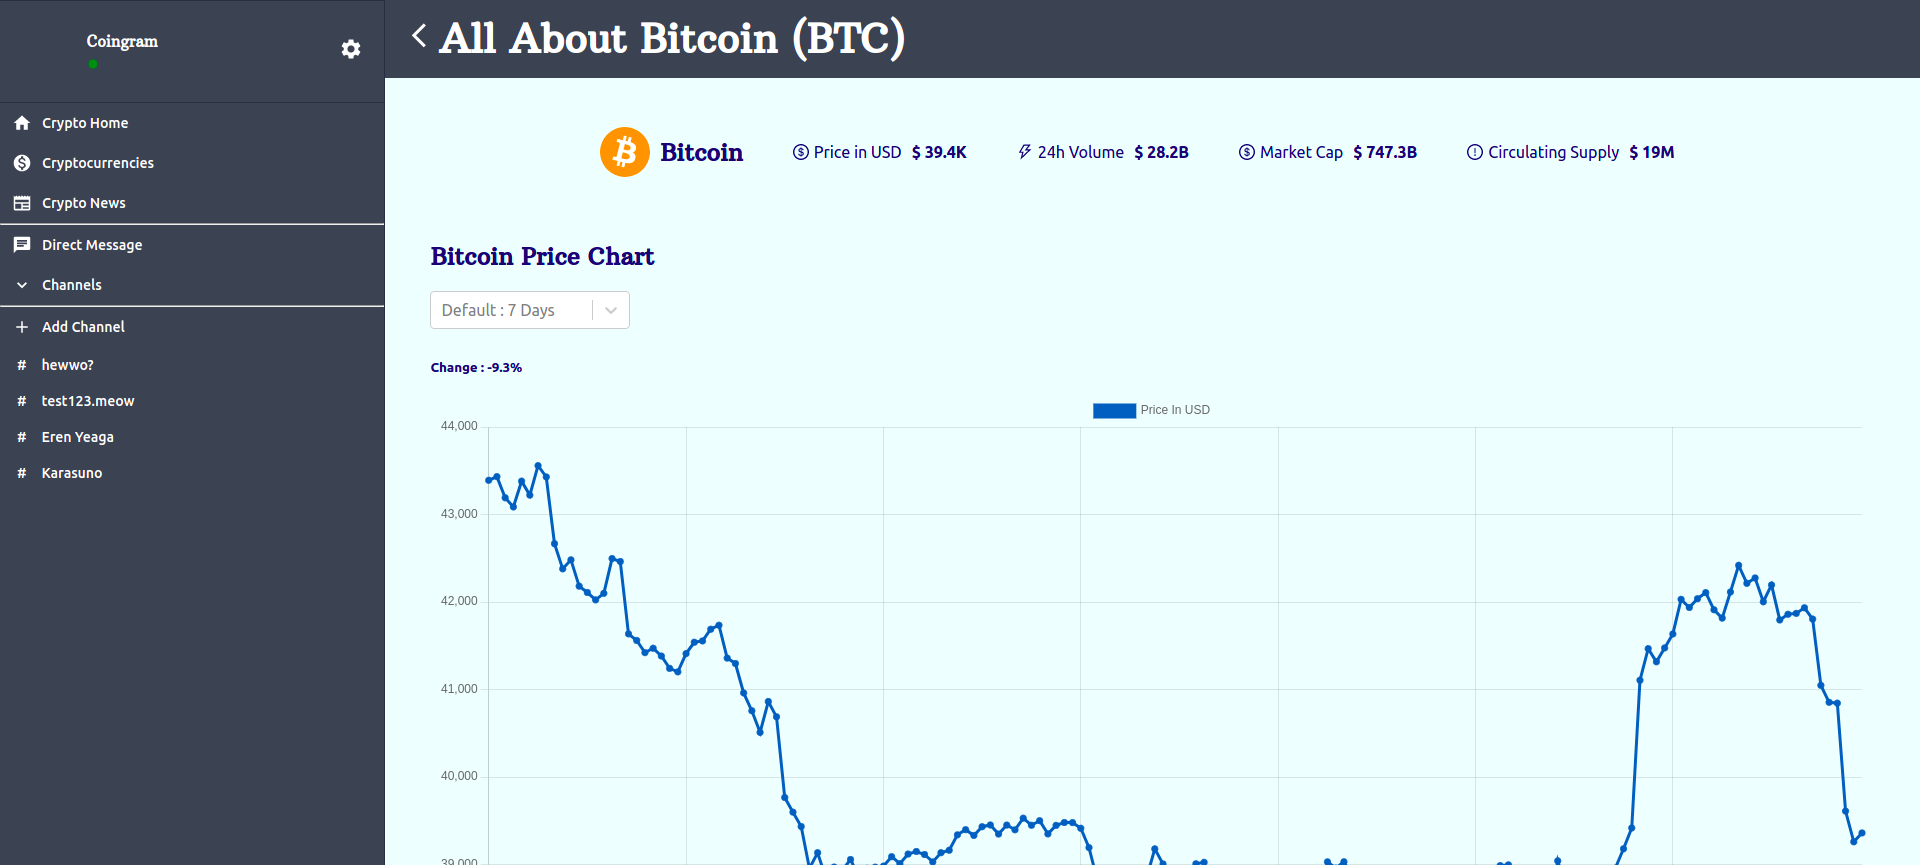 Coingram
Crypto Home
Cryptocurrencies
Crypto News
Direct Message
Channels
Add Channel
# hewwo?
# test123.meow
# Eren Yeaga
# Karasuno
All About Bitcoin (BTC)
Bitcoin Price in USD $ 39.4K 24h Volume $ 28.2B Market Cap $ 747.3B Circulating Supply $ 19M
Bitcoin Price Chart
Default : 7 Days
Change : -9.3%
Price In USD
44,000
43,000
42,000
41,000
40,000
39,000